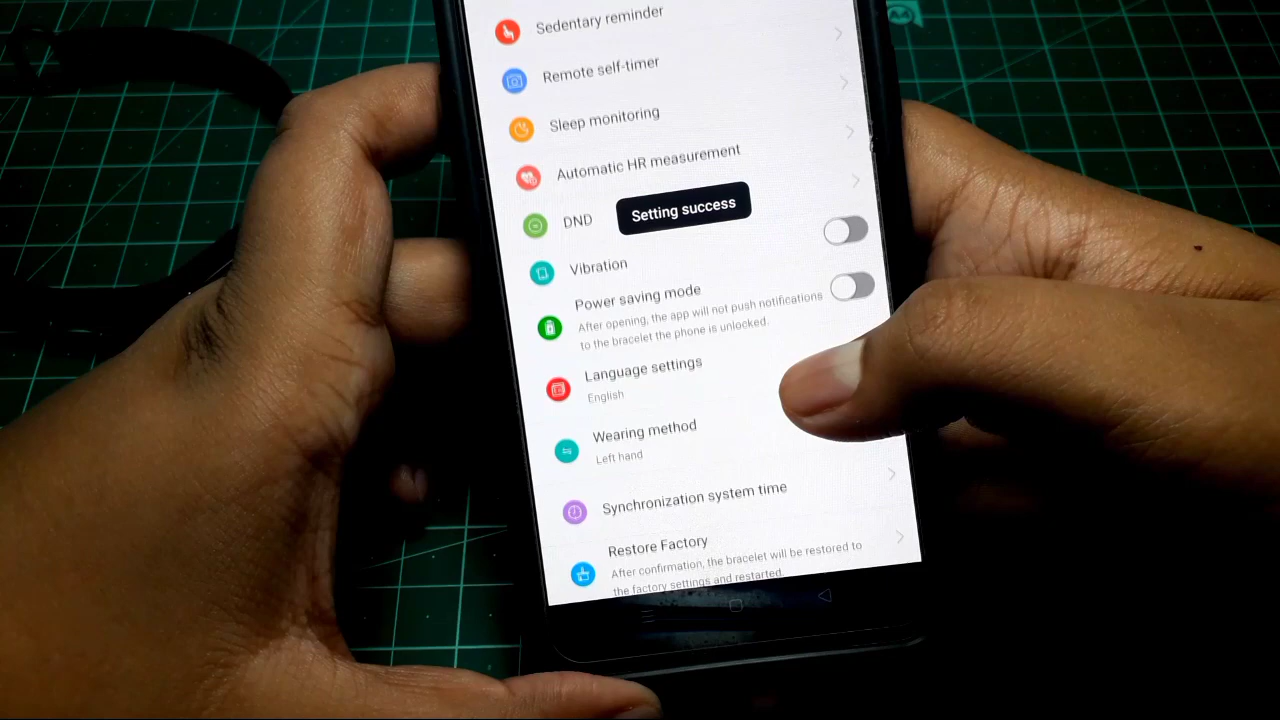 Sedentary reminder
Remote self-timer
Sleep monitoring
Automatic HR measurement
DND
Setting success
Vibration
Power saving mode
After opening, the app will not push notifications
to the bracelet the phone is unlocked.
Language settings
English
Wearing method
Left hand
Synchronization system time
Restore Factory
After confirmation, the bracelet will be restored to
the factory settings and restarted